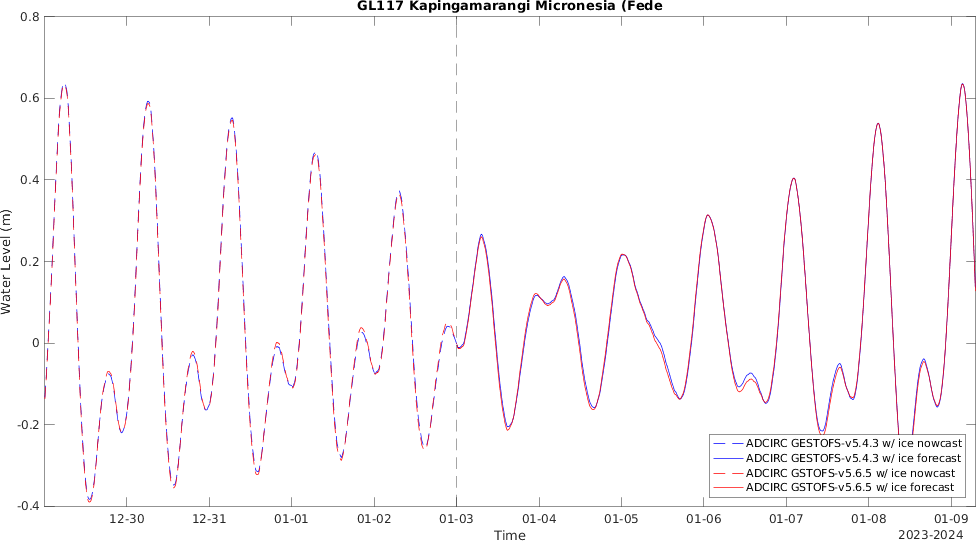 GL117 Kapingamarangi Micronesia (Fede
0.8
0.6
0.4
0.2
0
-0.2
-0.4
Water Level (m)
12-30
12-31
01-01
01-02
01-03
01-04
01-05
01-06
01-07
01-08
01-09
Time
2023-2024
ADCIRC GESTOFS-v5.4.3 w/ ice nowcast
ADCIRC GESTOFS-v5.4.3 w/ ice forecast
ADCIRC GSTOFS-v5.6.5 w/ ice nowcast
ADCIRC GSTOFS-v5.6.5 w/ ice forecast